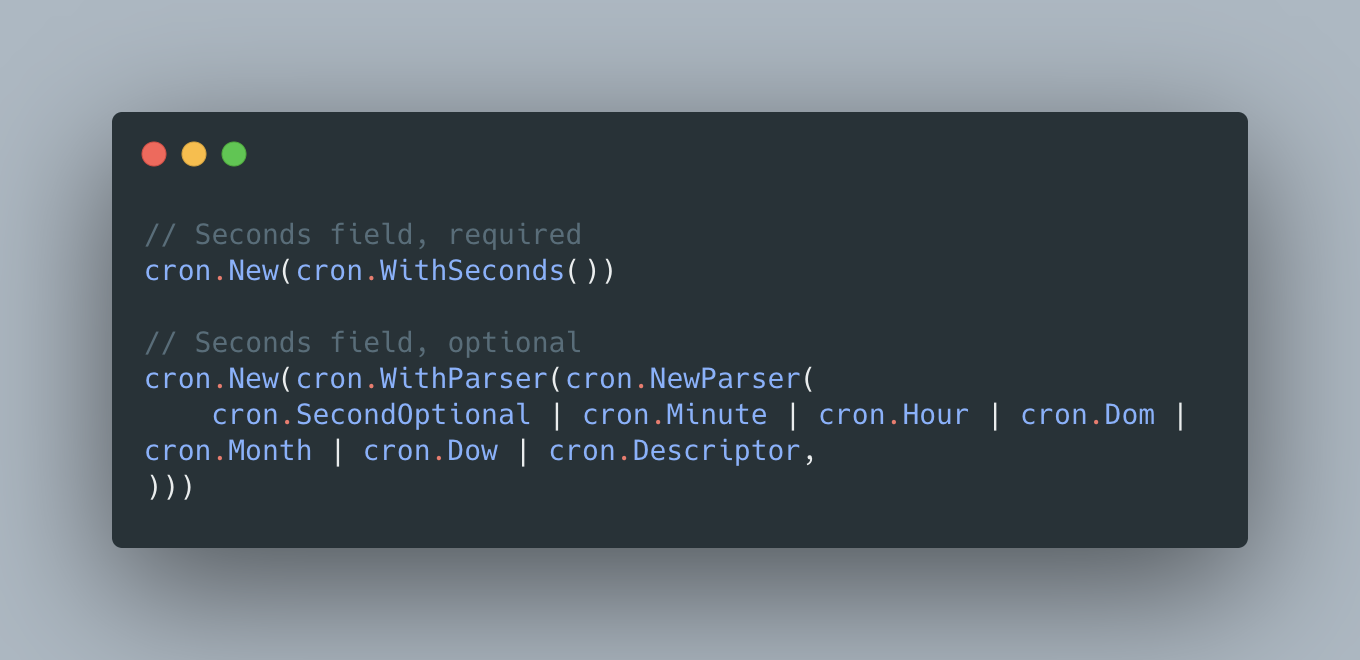 // Seconds field, required
cron.New(cron.WithSeconds())
// Seconds field, optional
cron.New(cron.WithParser(cron.NewParser(
    cron.SecondOptional | cron.Minute | cron.Hour | cron.Dom |
cron.Month | cron.Dow | cron.Descriptor,
)))